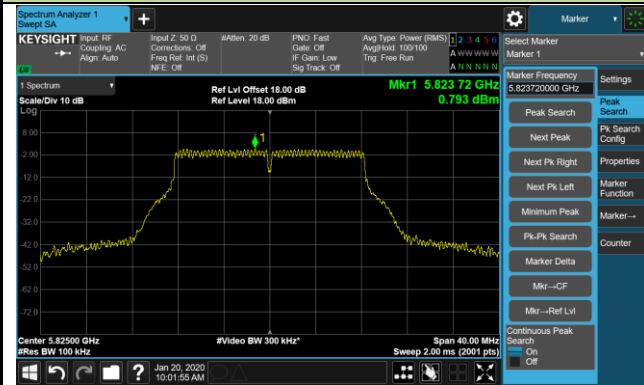 Spectrum Analyzer 1
Swept SA
+
Marker
KEYSIGHT
Input: RF
Coupling: AC
Align: Auto
Input Z: 50 Ω
Corrections: Off
Freq Ref: Int (S)
NFE: Off
#Atten: 20 dB
PNO: Fast
Gate: Off
IF Gain: Low
Sig Track: Off
Avg Type: Power (RMS)
Avg|Hold: 100/100
Trig: Free Run
1 2 3 4 5 6
A W W W W W
A N N N N N
Select Marker
Marker 1
1 Spectrum
Scale/Div 10 dB
Log
Ref Lvl Offset 18.00 dB
Ref Level 18.00 dBm
Mkr1 5.823 72 GHz
0.793 dBm
8.00
-2.00
-12.0
-22.0
-32.0
-42.0
-52.0
-62.0
-72.0
1
Center 5.82500 GHz
#Res BW 100 kHz
#Video BW 300 kHz*
Span 40.00 MHz
Sweep 2.00 ms (2001 pts)
Marker Frequency
5.823720000 GHz
Peak Search
Next Peak
Next Pk Right
Next Pk Left
Minimum Peak
Pk-Pk Search
Marker Delta
Mkr→CF
Mkr→Ref Lvl
Continuous Peak
Search
On
Off
Settings
Peak
Search
Pk Search
Config
Properties
Marker
Function
Marker→
Counter
?
Jan 20, 2020
10:01:55 AM